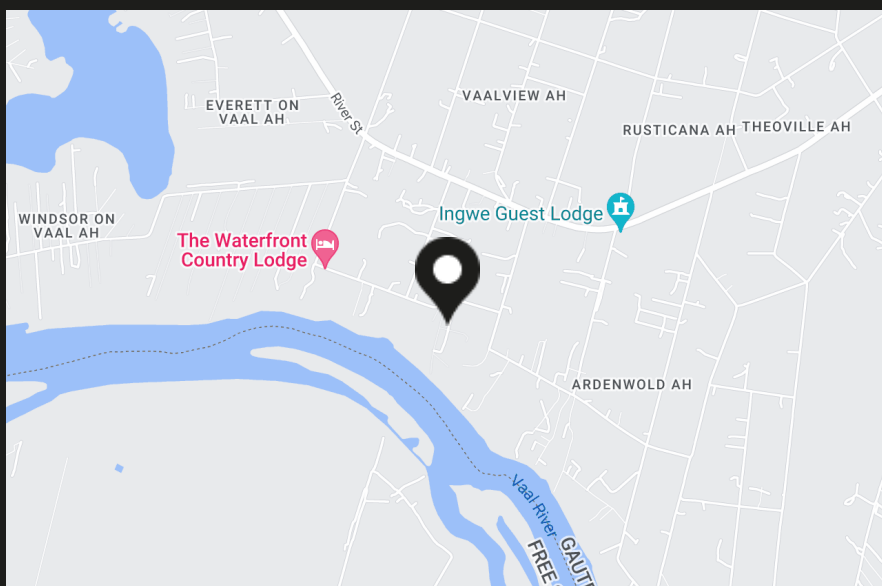 EVERETT ON
VAAL AH
River St
VAALVIEW AH
RUSTICANA AH
THEOVILLE AH
WINDSOR ON
VAAL AH
Ingwe Guest Lodge
The Waterfront
Country Lodge
ARDENWOLD AH
Vaal River
FREE